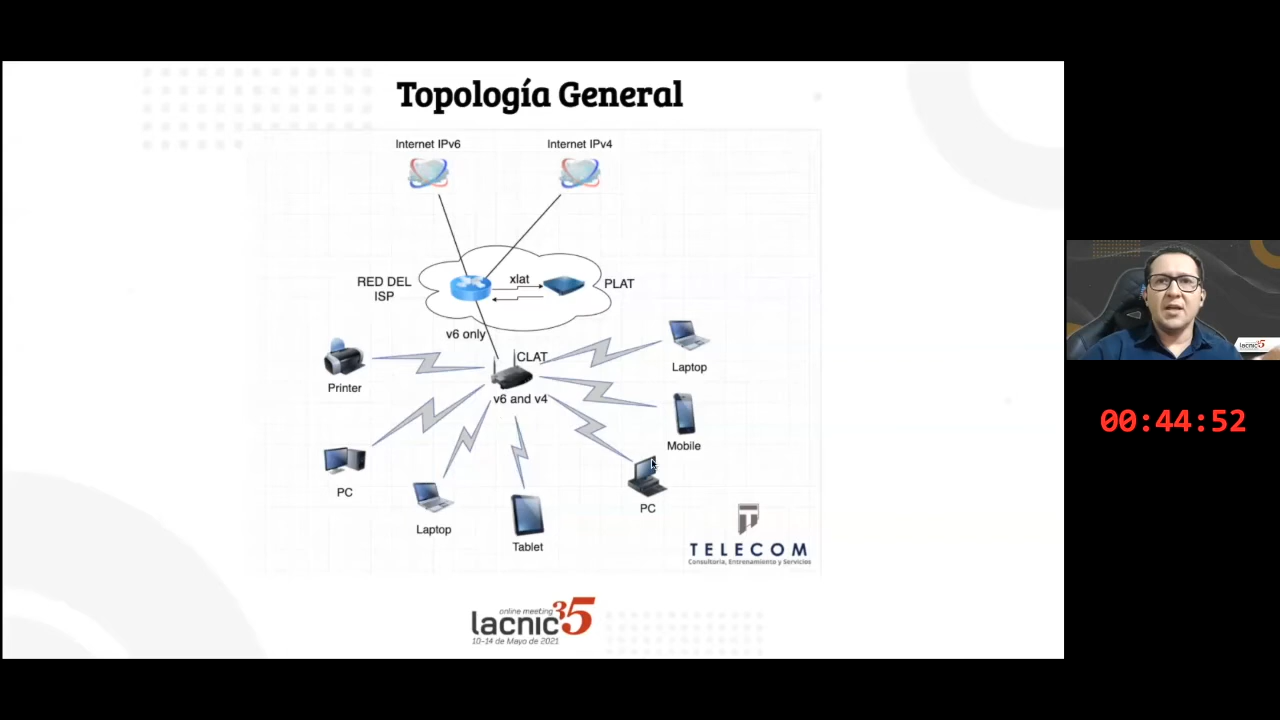 Topología General
Internet IPv6
Internet IPv4
RED DEL
ISP
xlat
PLAT
v6 only
CLAT
v6 and v4
Printer
Laptop
Mobile
PC
PC
Laptop
Tablet
TELECOM
Consultoría, Entrenamiento y Servicios
online meeting
lacnic35
10-14 de Mayo de 2021
lacnic35
00:44:52